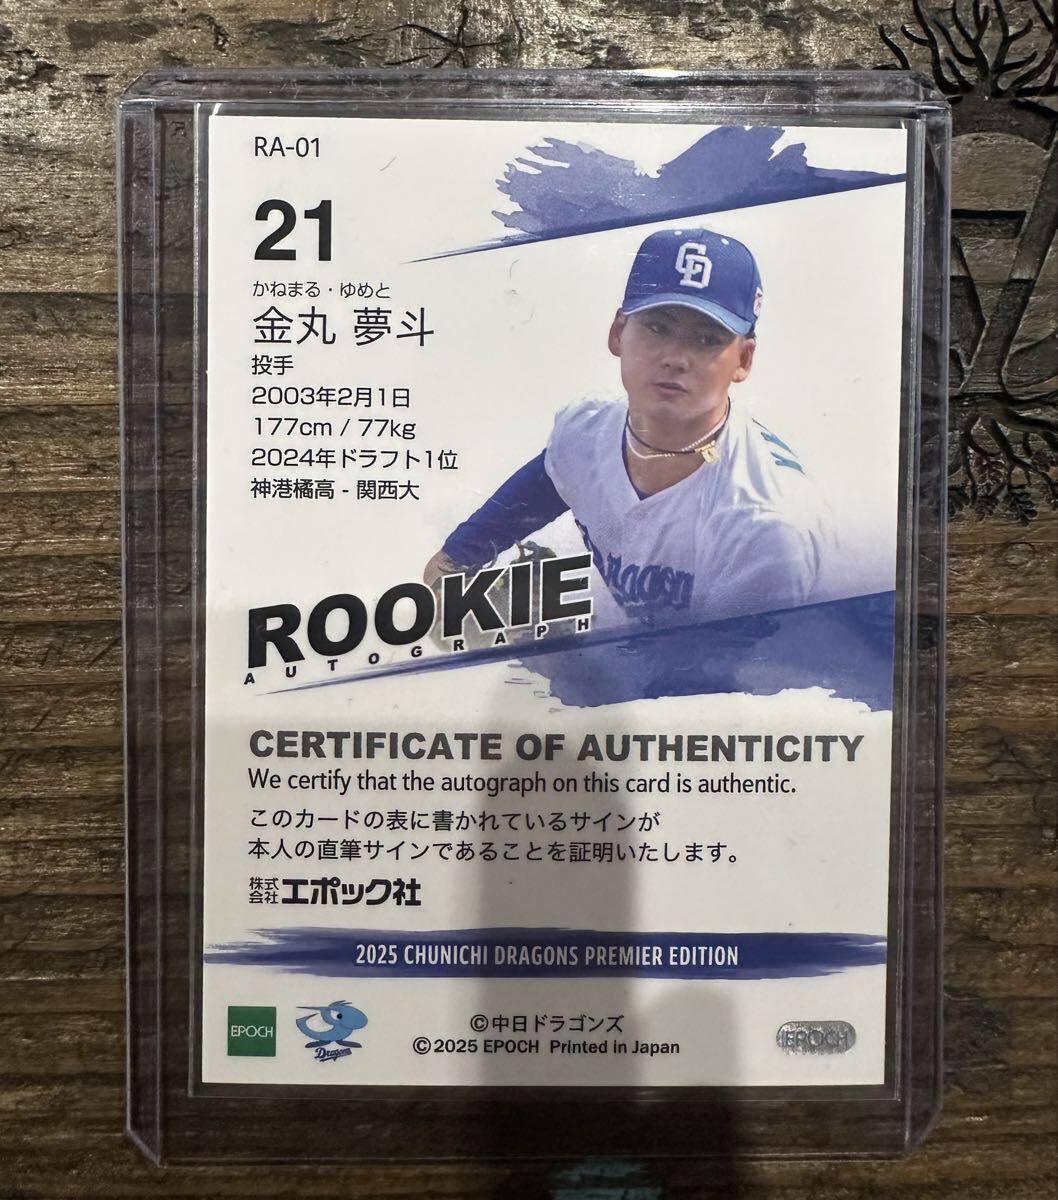 RA-01
21
かねまる・ゆめと
金丸 夢斗
投手
2003年2月1日
177cm / 77kg
2024年ドラフト1位
神港橘高 - 関西大
CD
Dragon
ROOKIE
AUTOGRAPH
CERTIFICATE OF AUTHENTICITY
We certify that the autograph on this card is authentic.
このカードの表に書かれているサインが
本人の直筆サインであることを証明いたします。
株式会社エポック社
2025 CHUNICHI DRAGONS PREMIER EDITION
EPOCH
Dragons
©中日ドラゴンズ
©2025 EPOCH Printed in Japan
EPOCH